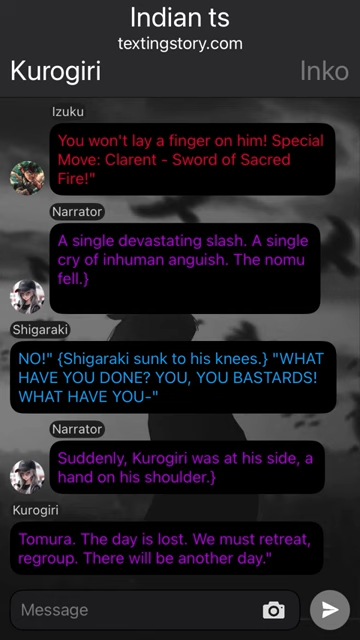 Indian ts
textingstory.com
Kurogiri
Inko
Izuku
You won't lay a finger on him! Special
Move: Clarent - Sword of Sacred
Fire!"
Narrator
A single devastating slash. A single
cry of inhuman anguish. The nomu
fell.}
Shigaraki
NO!" {Shigaraki sunk to his knees.} "WHAT
HAVE YOU DONE? YOU, YOU BASTARDS!
WHAT HAVE YOU-"
Narrator
Suddenly, Kurogiri was at his side, a
hand on his shoulder.}
Kurogiri
Tomura. The day is lost. We must retreat,
regroup. There will be another day."
Message